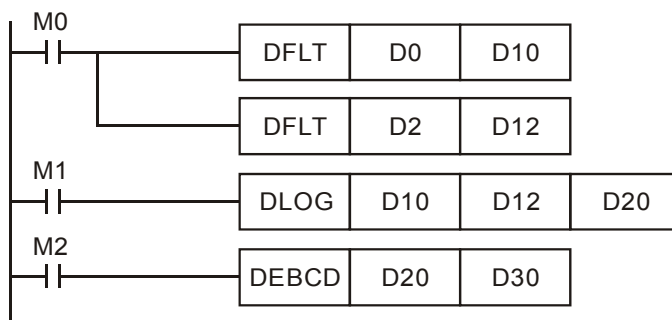 M0
DFLT D0 D10
DFLT D2 D12
M1
DLOG D10 D12 D20
M2
DEBCD D20 D30